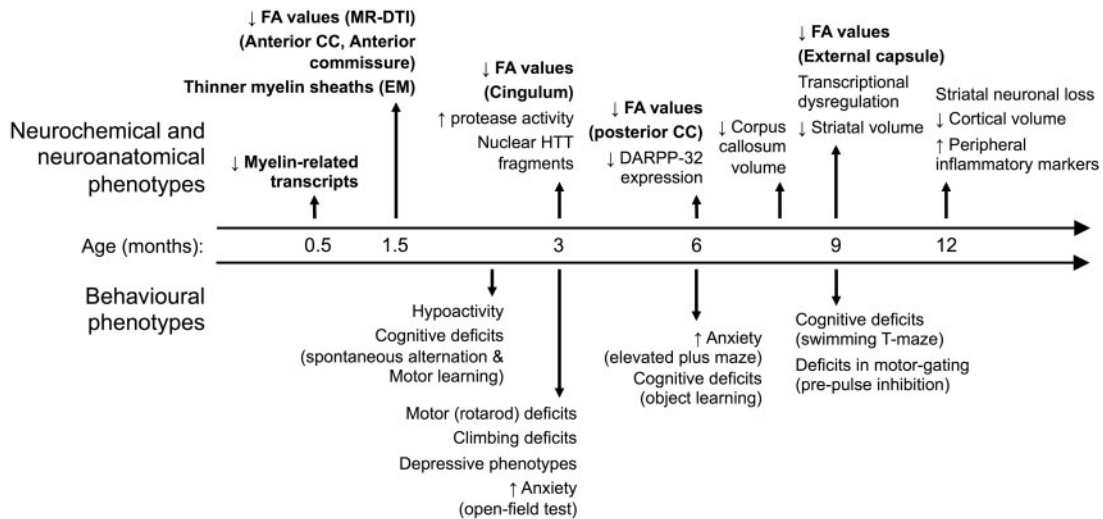 ↓ FA values (MR-DTI)
(Anterior CC, Anterior
commissure)
Thinner myelin sheaths (EM)
↓ FA values
(Cingulum)
↑ protease activity
Nuclear HTT
fragments
↓ FA values
(posterior CC)
↓ DARPP-32
expression
↓ Corpus
callosum
volume
↓ FA values
(External capsule)
Transcriptional
dysregulation
↓ Striatal volume
Striatal neuronal loss
↓ Cortical volume
↑ Peripheral
inflammatory markers
Neurochemical and
neuroanatomical
phenotypes
↓ Myelin-related
transcripts
Age (months):
0.5
1.5
3
6
9
12
Behavioural
phenotypes
Hypoactivity
Cognitive deficits
(spontaneous alternation &
Motor learning)
Motor (rotarod) deficits
Climbing deficits
Depressive phenotypes
↑ Anxiety
(open-field test)
↑ Anxiety
(elevated plus maze)
Cognitive deficits
(object learning)
Cognitive deficits
(swimming T-maze)
Deficits in motor-gating
(pre-pulse inhibition)